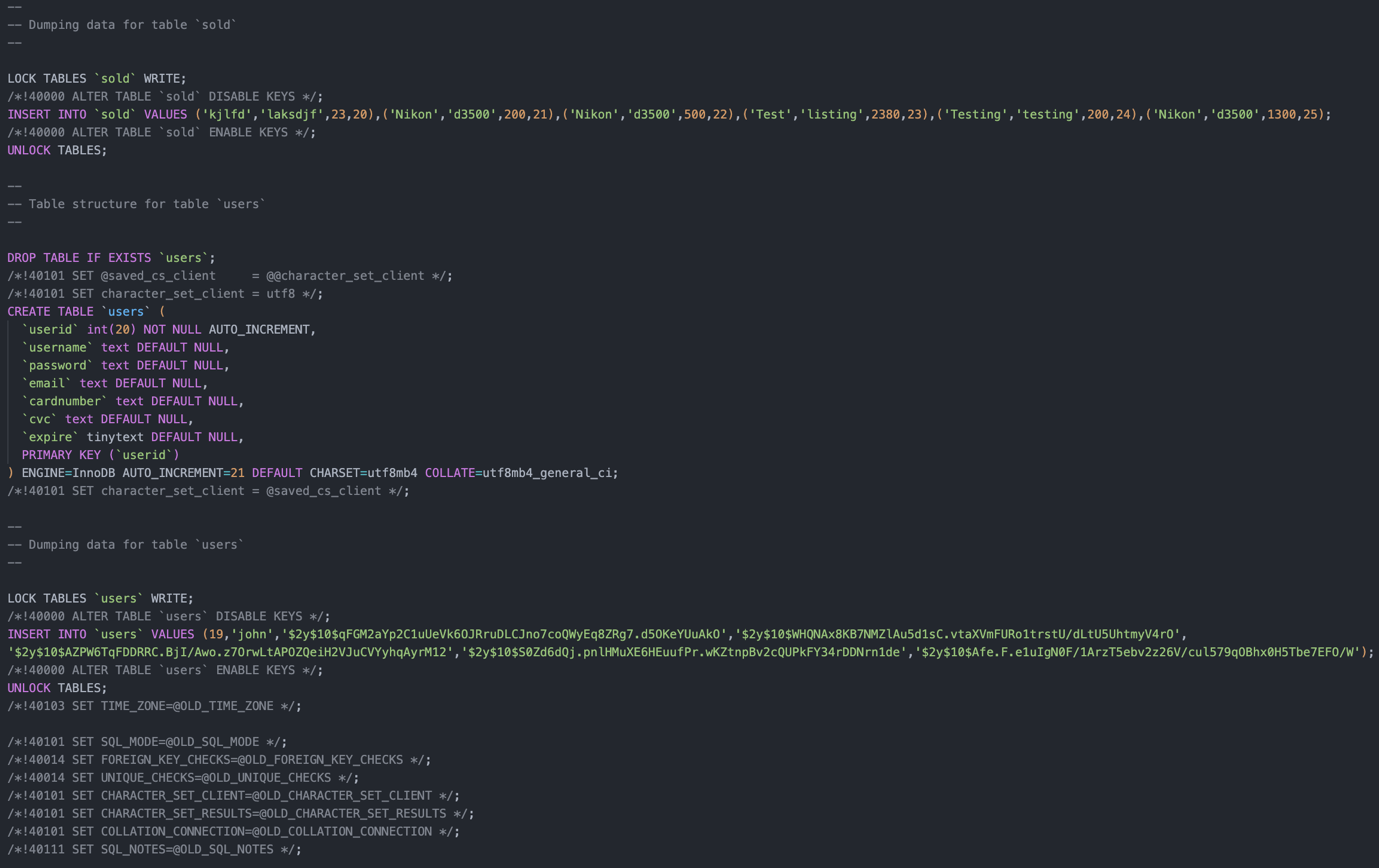 --
-- Dumping data for table `sold`
--

LOCK TABLES `sold` WRITE;
/*!40000 ALTER TABLE `sold` DISABLE KEYS */;
INSERT INTO `sold` VALUES ('kjlfd','laksdjf',23,20),('Nikon','d3500',200,21),('Nikon','d3500',500,22),('Test','listing',2380,23),('Testing','testing',200,24),('Nikon','d3500',1300,25);
/*!40000 ALTER TABLE `sold` ENABLE KEYS */;
UNLOCK TABLES;

--
-- Table structure for table `users`
--

DROP TABLE IF EXISTS `users`;
/*!40101 SET @saved_cs_client     = @@character_set_client */;
/*!40101 SET character_set_client = utf8 */;
CREATE TABLE `users` (
  `userid` int(20) NOT NULL AUTO_INCREMENT,
  `username` text DEFAULT NULL,
  `password` text DEFAULT NULL,
  `email` text DEFAULT NULL,
  `cardnumber` text DEFAULT NULL,
  `cvc` text DEFAULT NULL,
  `expire` tinytext DEFAULT NULL,
  PRIMARY KEY (`userid`)
) ENGINE=InnoDB AUTO_INCREMENT=21 DEFAULT CHARSET=utf8mb4 COLLATE=utf8mb4_general_ci;
/*!40101 SET character_set_client = @saved_cs_client */;

--
-- Dumping data for table `users`
--

LOCK TABLES `users` WRITE;
/*!40000 ALTER TABLE `users` DISABLE KEYS */;
INSERT INTO `users` VALUES (19,'john','$2y$10$qFGM2aYp2C1uUeVk6OJRruDLCJno7coQWyEq8ZRg7.d5OKeYUuAkO','$2y$10$WHQNAx8KB7NMZlAu5d1sC.vtaXVmFURo1trstU/dLtU5UhtmyV4rO',
'$2y$10$AZPW6TqFDDRRC.BjI/Awo.z7OrwLtAPOZQeiH2VJuCVYyhqAyrM12','$2y$10$S0Zd6dQj.pnlHMuXE6HEuufPr.wKZtnpBv2cQUPkFY34rDDNrn1de','$2y$10$Afe.F.e1uIgN0F/1ArzT5ebv2z26V/cul579qOBhx0H5Tbe7EFO/W');
/*!40000 ALTER TABLE `users` ENABLE KEYS */;
UNLOCK TABLES;
/*!40103 SET TIME_ZONE=@OLD_TIME_ZONE */;

/*!40101 SET SQL_MODE=@OLD_SQL_MODE */;
/*!40014 SET FOREIGN_KEY_CHECKS=@OLD_FOREIGN_KEY_CHECKS */;
/*!40014 SET UNIQUE_CHECKS=@OLD_UNIQUE_CHECKS */;
/*!40101 SET CHARACTER_SET_CLIENT=@OLD_CHARACTER_SET_CLIENT */;
/*!40101 SET CHARACTER_SET_RESULTS=@OLD_CHARACTER_SET_RESULTS */;
/*!40101 SET COLLATION_CONNECTION=@OLD_COLLATION_CONNECTION */;
/*!40111 SET SQL_NOTES=@OLD_SQL_NOTES */;